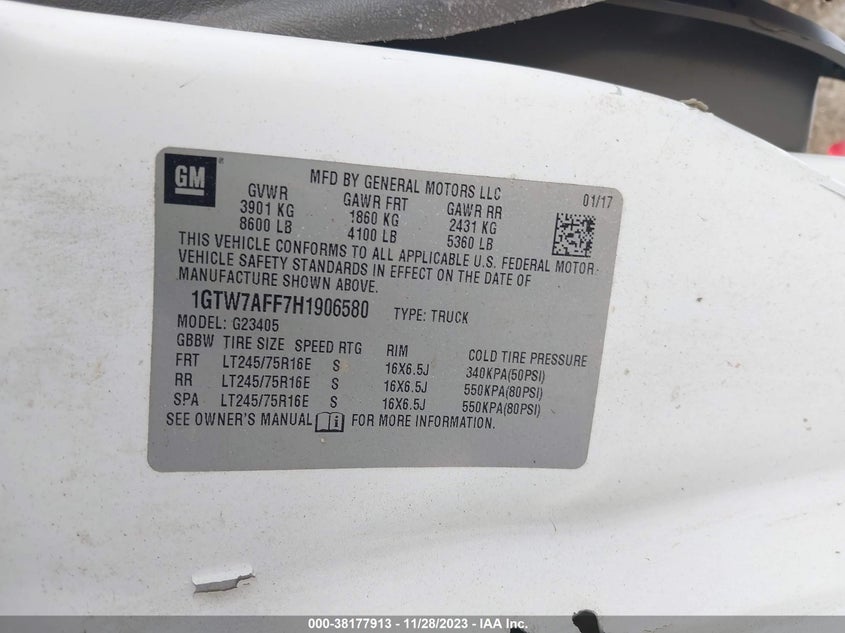 GM
MFD BY GENERAL MOTORS LLC
01/17
GVWR GAWR FRT GAWR RR
3901 KG 1860 KG 2431 KG
8600 LB 4100 LB 5360 LB
THIS VEHICLE CONFORMS TO ALL APPLICABLE U.S. FEDERAL MOTOR
VEHICLE SAFETY STANDARDS IN EFFECT ON THE DATE OF
MANUFACTURE SHOWN ABOVE.
1GTW7AFF7H1906580 TYPE: TRUCK
MODEL: G23405
GBBW TIRE SIZE SPEED RTG RIM COLD TIRE PRESSURE
FRT LT245/75R16E S 16X6.5J 340KPA(50PSI)
RR LT245/75R16E S 16X6.5J 550KPA(80PSI)
SPA LT245/75R16E S 16X6.5J 550KPA(80PSI)
SEE OWNER'S MANUAL FOR MORE INFORMATION.
000-38177913 - 11/28/2023 - IAA Inc.